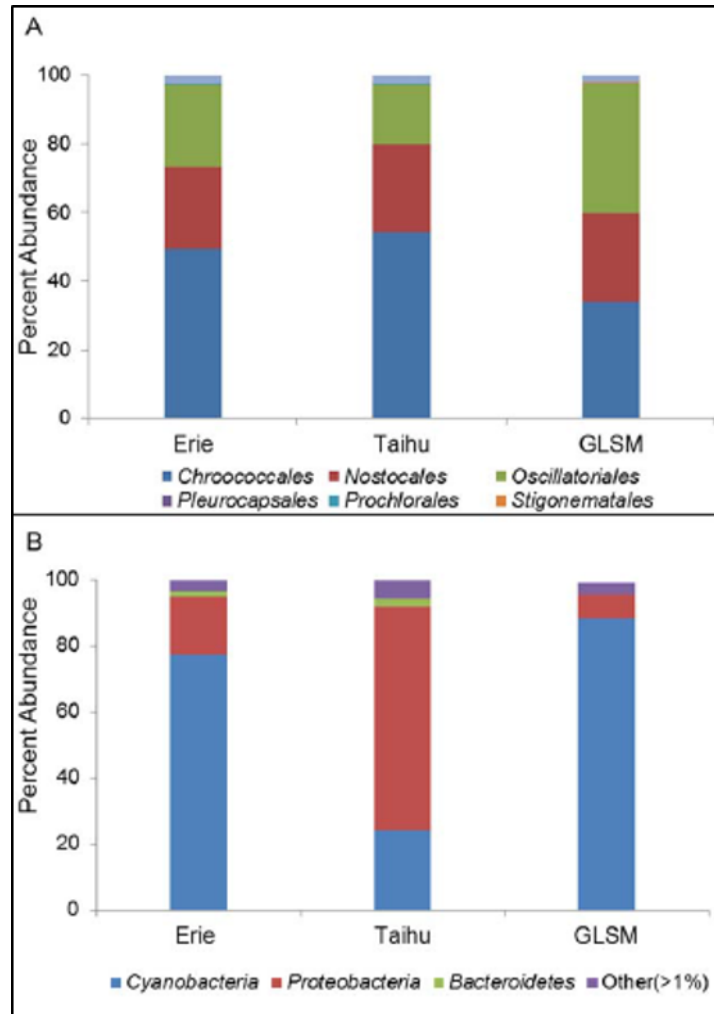 A
Percent Abundance
100
80
60
40
20
0
Erie Taihu GLSM
Chroococcales Nostocales Oscillatoriales
Pleurocapsales Prochlorales Stigonematales
B
Percent Abundance
100
80
60
40
20
0
Erie Taihu GLSM
Cyanobacteria Proteobacteria Bacteroidetes Other(>1%)